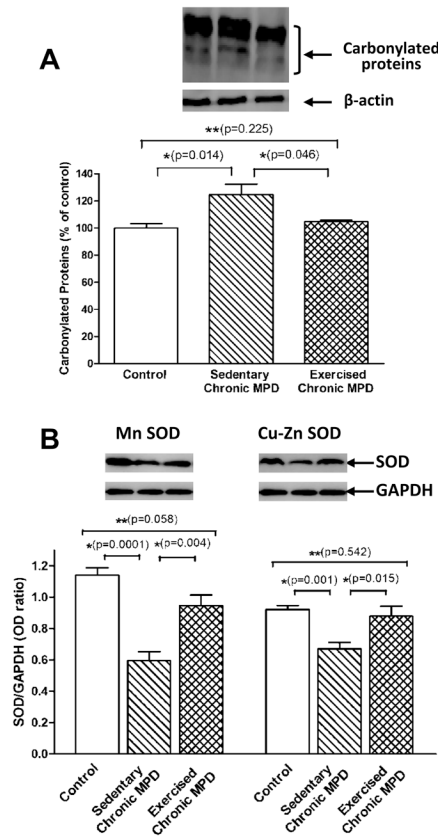 A
Carbonylated
proteins
β-actin
**(p=0.225)
*(p=0.014)
*(p=0.046)
Carbonylated Proteins (% of control)
140
120
100
80
60
40
20
0
Control
Sedentary
Chronic MPD
Exercised
Chronic MPD
B
Mn SOD
Cu-Zn SOD
SOD
GAPDH
**(p=0.058)
*(p=0.0001)
*(p=0.004)
**(p=0.542)
*(p=0.001)
*(p=0.015)
SOD/GAPDH (OD ratio)
1.2
1.0
0.8
0.6
0.4
0.2
0.0
Control
Sedentary
Chronic MPD
Exercised
Chronic MPD
Control
Sedentary
Chronic MPD
Exercised
Chronic MPD